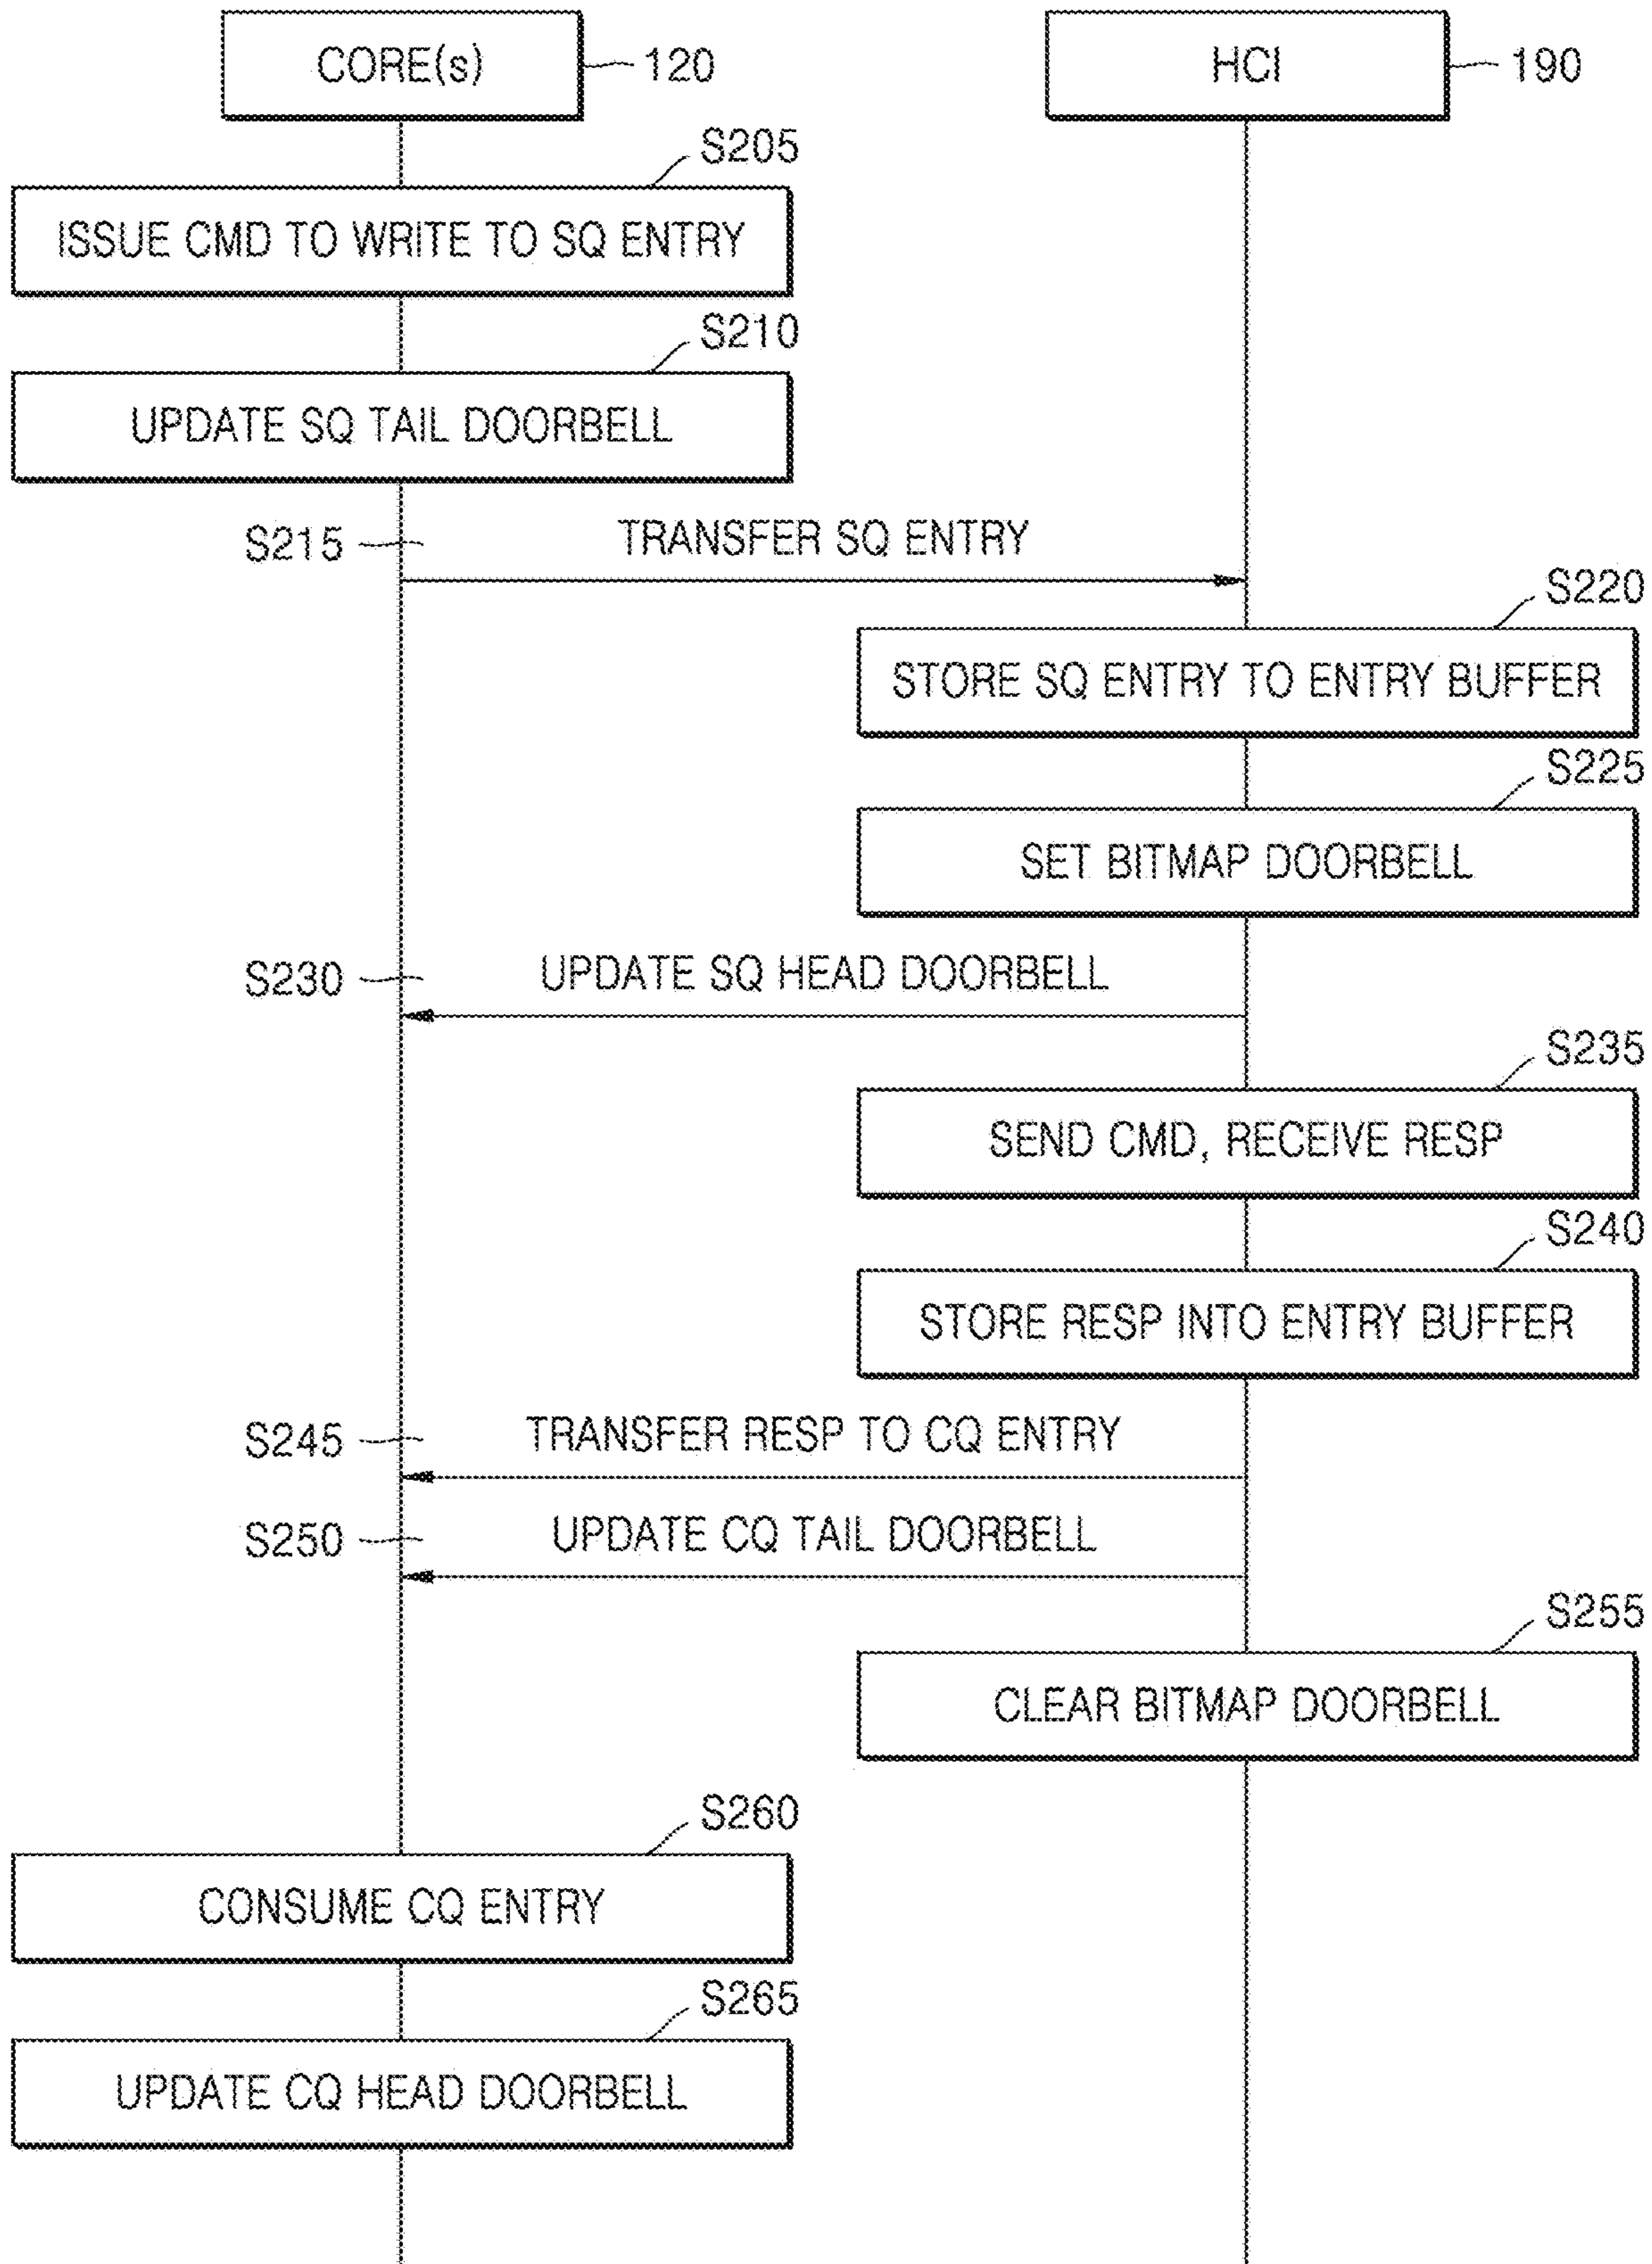 CORE(s)
120
HCI
190
S205
ISSUE CMD TO WRITE TO SQ ENTRY
S210
UPDATE SQ TAIL DOORBELL
S215
TRANSFER SQ ENTRY
S220
STORE SQ ENTRY TO ENTRY BUFFER
S225
SET BITMAP DOORBELL
S230
UPDATE SQ HEAD DOORBELL
S235
SEND CMD, RECEIVE RESP
S240
STORE RESP INTO ENTRY BUFFER
S245
TRANSFER RESP TO CQ ENTRY
S250
UPDATE CQ TAIL DOORBELL
S255
CLEAR BITMAP DOORBELL
S260
CONSUME CQ ENTRY
S265
UPDATE CQ HEAD DOORBELL